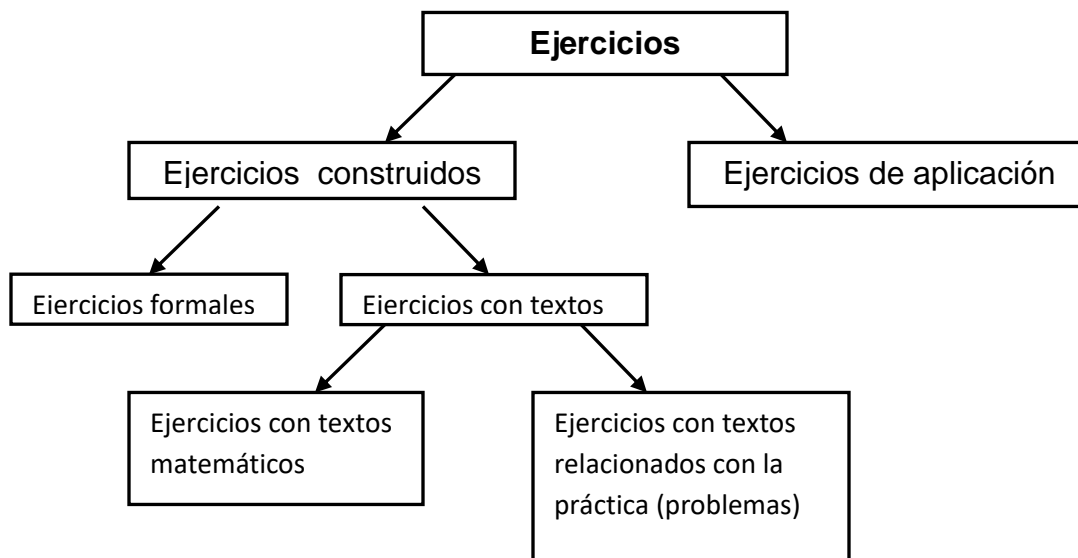 Ejercicios
Ejercicios construidos
Ejercicios de aplicación
Ejercicios formales
Ejercicios con textos
Ejercicios con textos
matemáticos
Ejercicios con textos
relacionados con la
práctica (problemas)